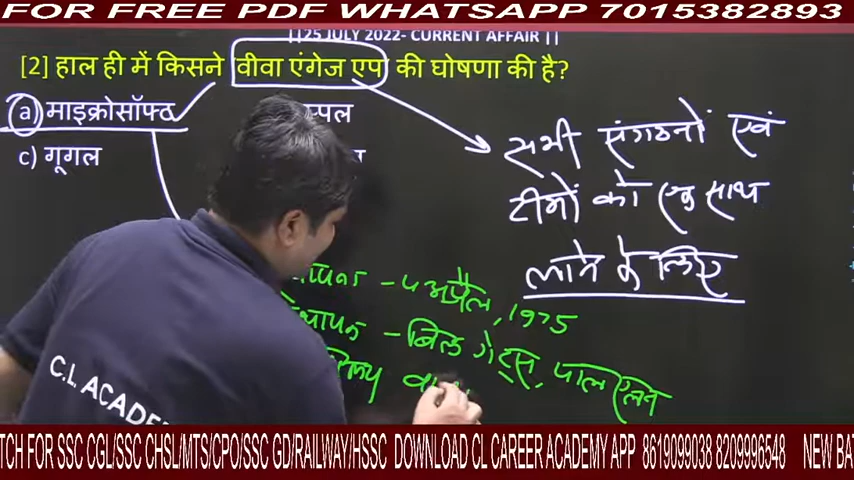 FOR FREE PDF WHATSAPP 7015382893
||25 JULY 2022- CURRENT AFFAIR ||
[2] हाल ही में किसने वीवा एंगेज एप की घोषणा की है?
a) माइक्रोसॉफ्ट
c) गूगल
सभी संगठनों एवं
टीमों को एक साथ
लाने के लिए
- 4 अप्रैल, 1975
- बिल गेट्स, पाल एलन
C.L ACADE
TCH FOR SSC CGL/SSC CHSL/MTS/CPO/SSC GD/RAILWAY/HSSC DOWNLOAD CL CAREER ACADEMY APP 8619099038 8209996548 NEW BA